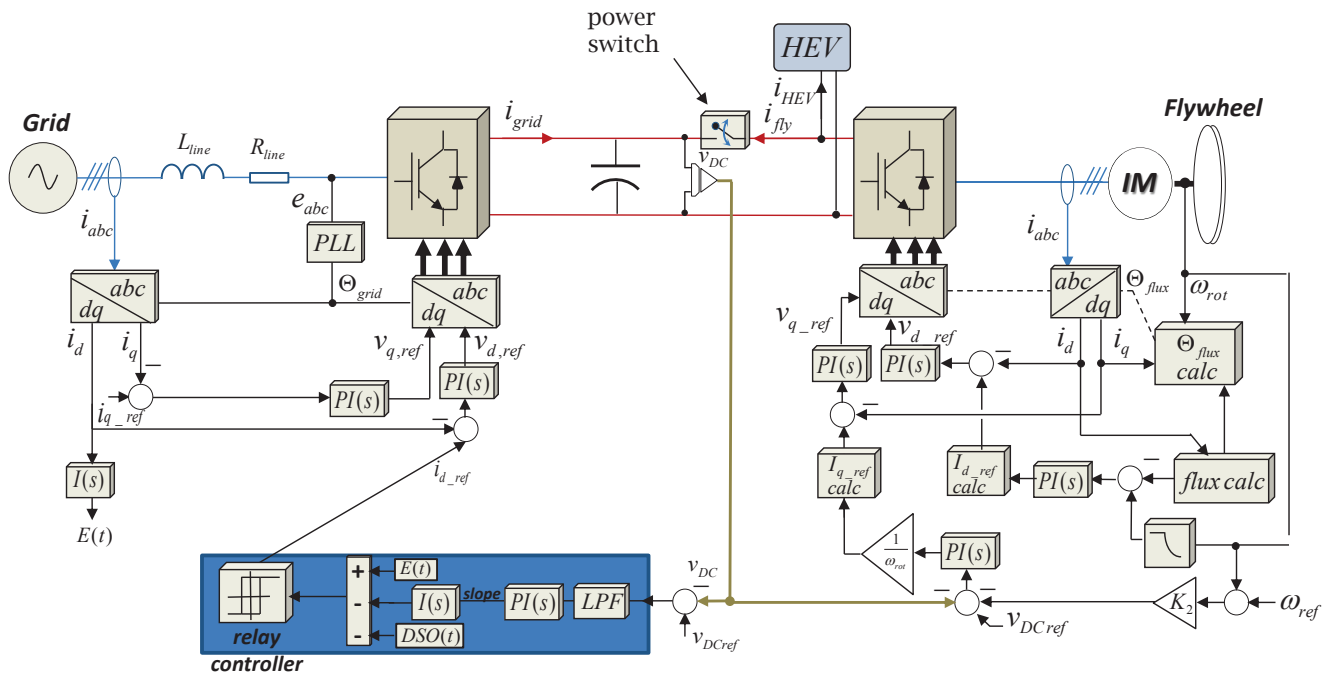 power
switch
HEV
i_HEV
i_grid
i_fly
Flywheel
Grid
L_line
R_line
v_DC
IM
e_abc
i_abc
i_abc
PLL
abc
dq
Θ_grid
abc
dq
abc
dq
abc
dq
Θ_flux
ω_rot
i_d
i_q
v_q,ref
v_d,ref
v_q_ref
v_d_ref
i_d
i_q
Θ_flux
calc
−
PI(s)
PI(s)
PI(s)
PI(s)
−
i_q_ref
−
−
i_d_ref
I(s)
E(t)
I_q_ref
calc
I_d_ref
calc
PI(s)
−
flux calc
1/ω_rot
PI(s)
v_DC
−
−
−
K_2
ω_ref
v_DCref
v_DCref
+
E(t)
-
I(s)
slope
PI(s)
LPF
-
DSO(t)
relay
controller